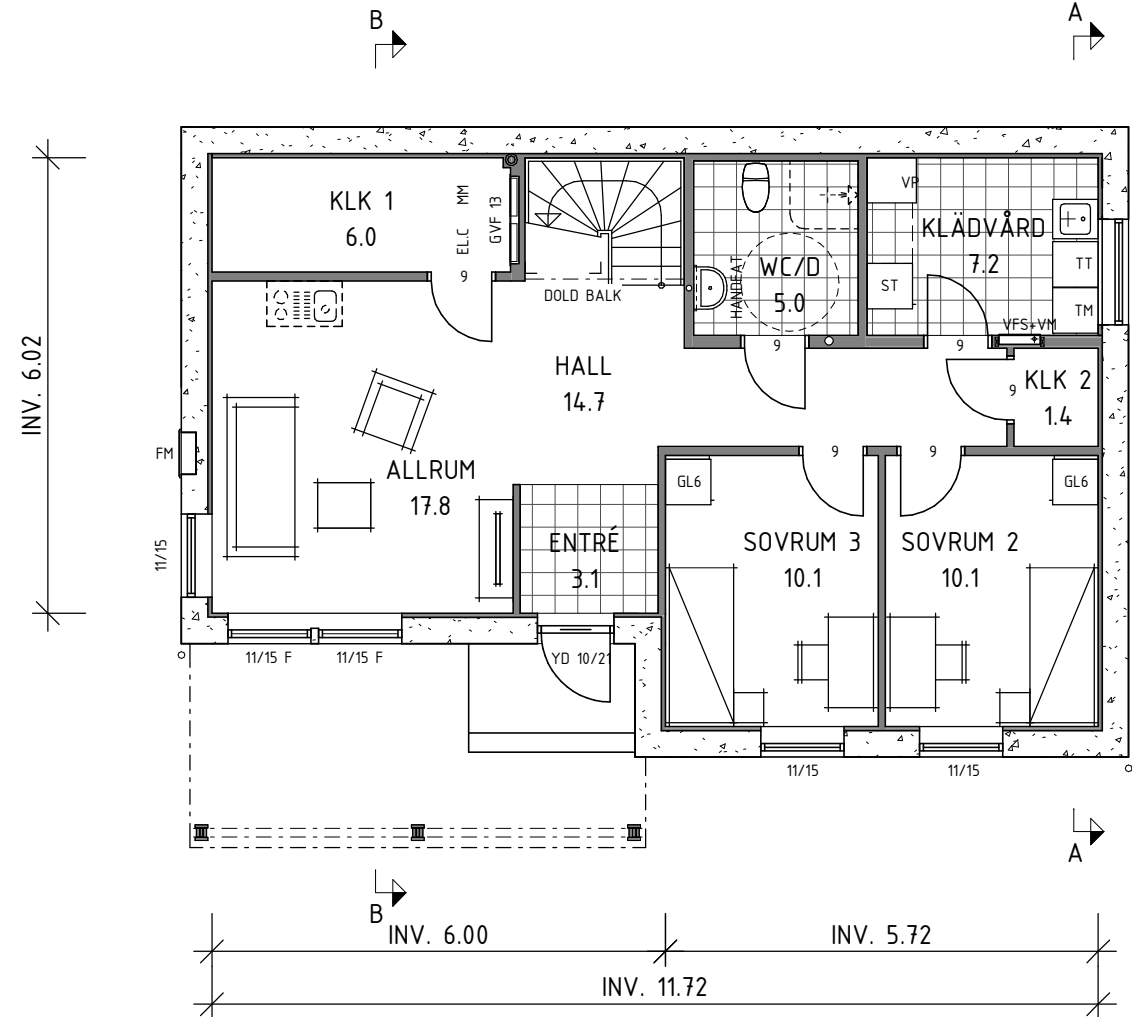 B
A
KLK 1
6.0
EL.C MM
GVF 13
9
DOLD BALK
HANDFAT
WC/D
5.0
9
VP
KLÄDVÅRD
7.2
ST
TT
TM
VFS+VM
9
KLK 2
1.4
9
INV. 6.02
HALL
14.7
FM
ALLRUM
17.8
11/15
ENTRÉ
3.1
9
9
GL6
GL6
SOVRUM 3
10.1
SOVRUM 2
10.1
11/15 F
11/15 F
YD 10/21
11/15
11/15
A
B
INV. 6.00
INV. 5.72
INV. 11.72